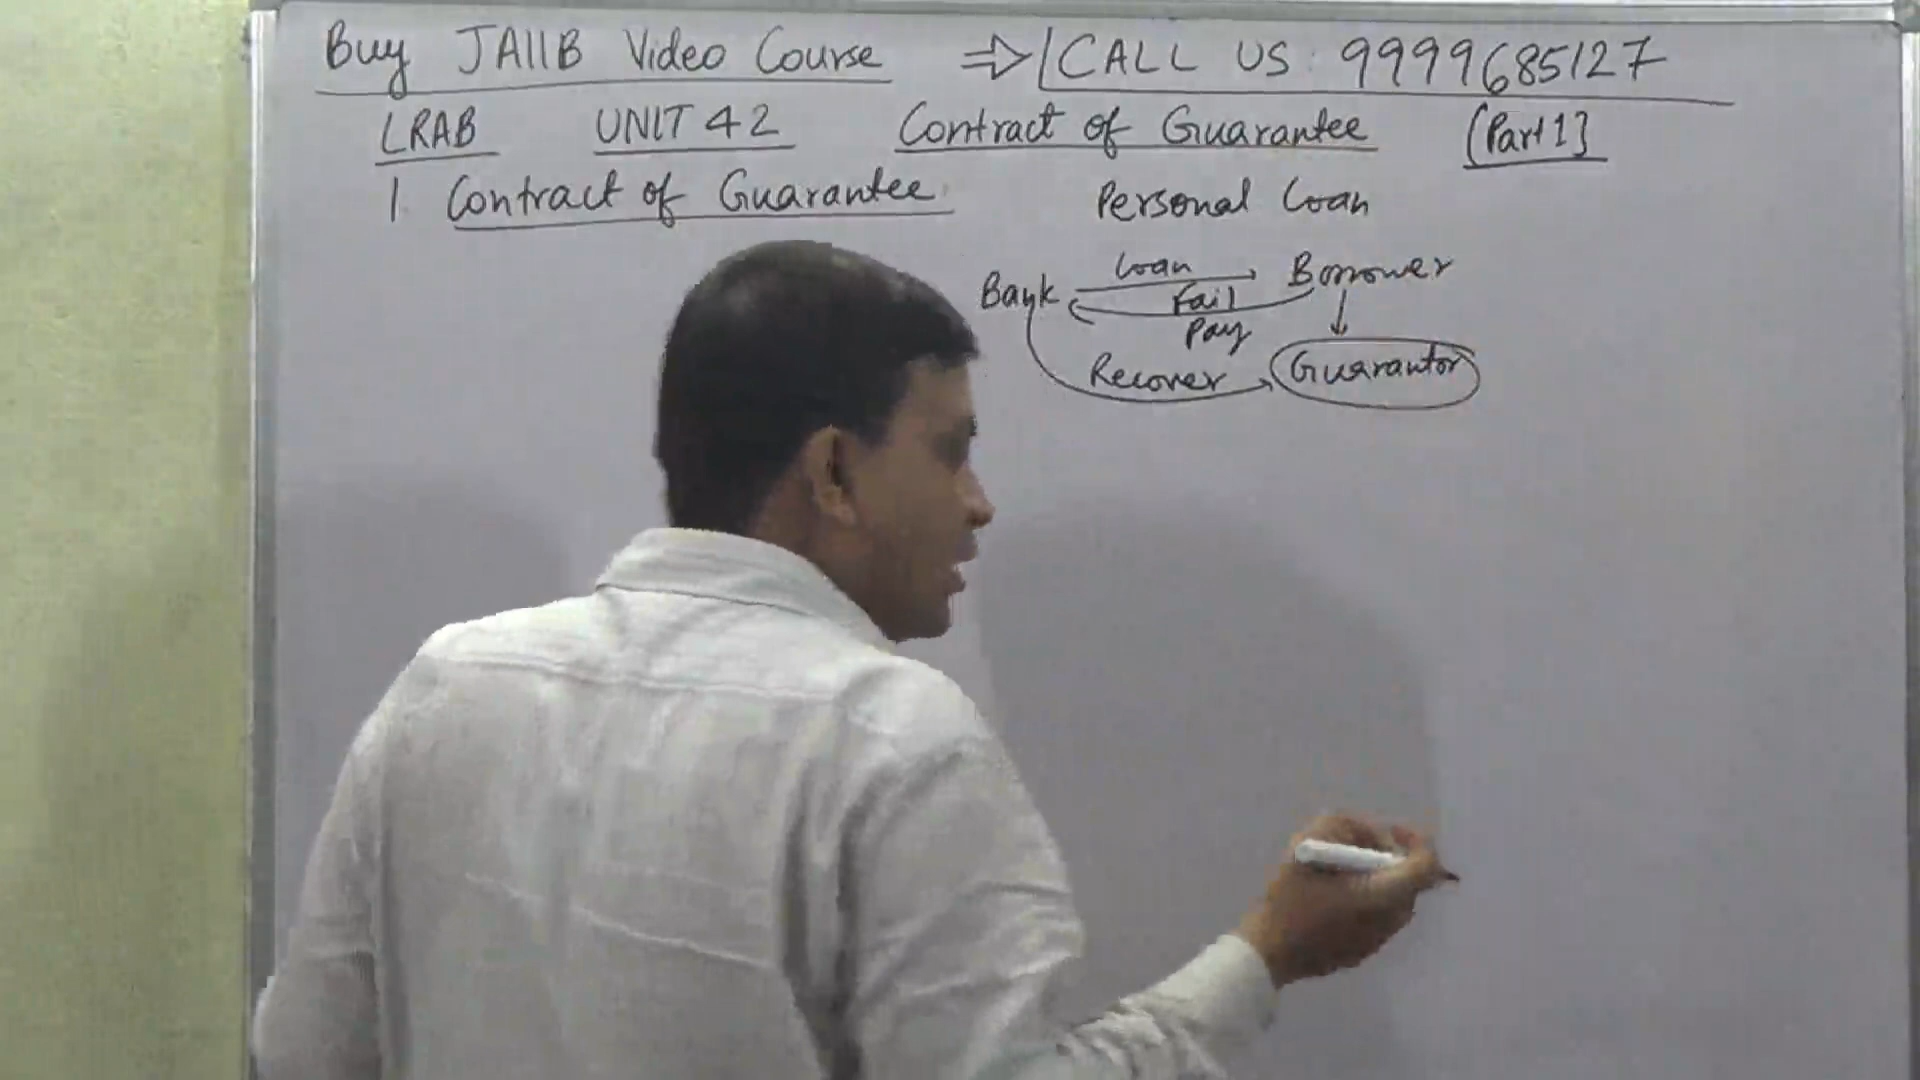 Buy JAIIB Video Course ⇒ CALL US: 9999685127
LRAB UNIT 42 Contract of Guarantee [Part 1]
1. Contract of Guarantee Personal Loan
Loan Borrower
Bank Fail
Pay
Recover Guarantor